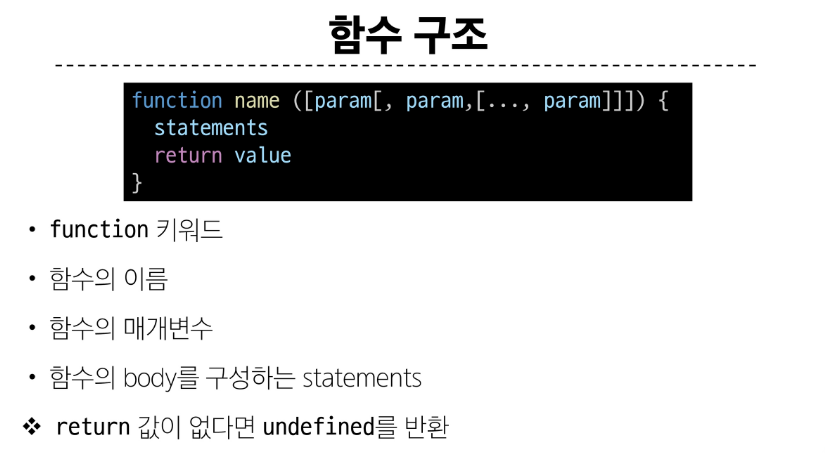 함수 구조
function name ([param[, param,[..., param]]]) {
  statements
  return value
}
• function 키워드
• 함수의 이름
• 함수의 매개변수
• 함수의 body를 구성하는 statements
❖ return 값이 없다면 undefined를 반환